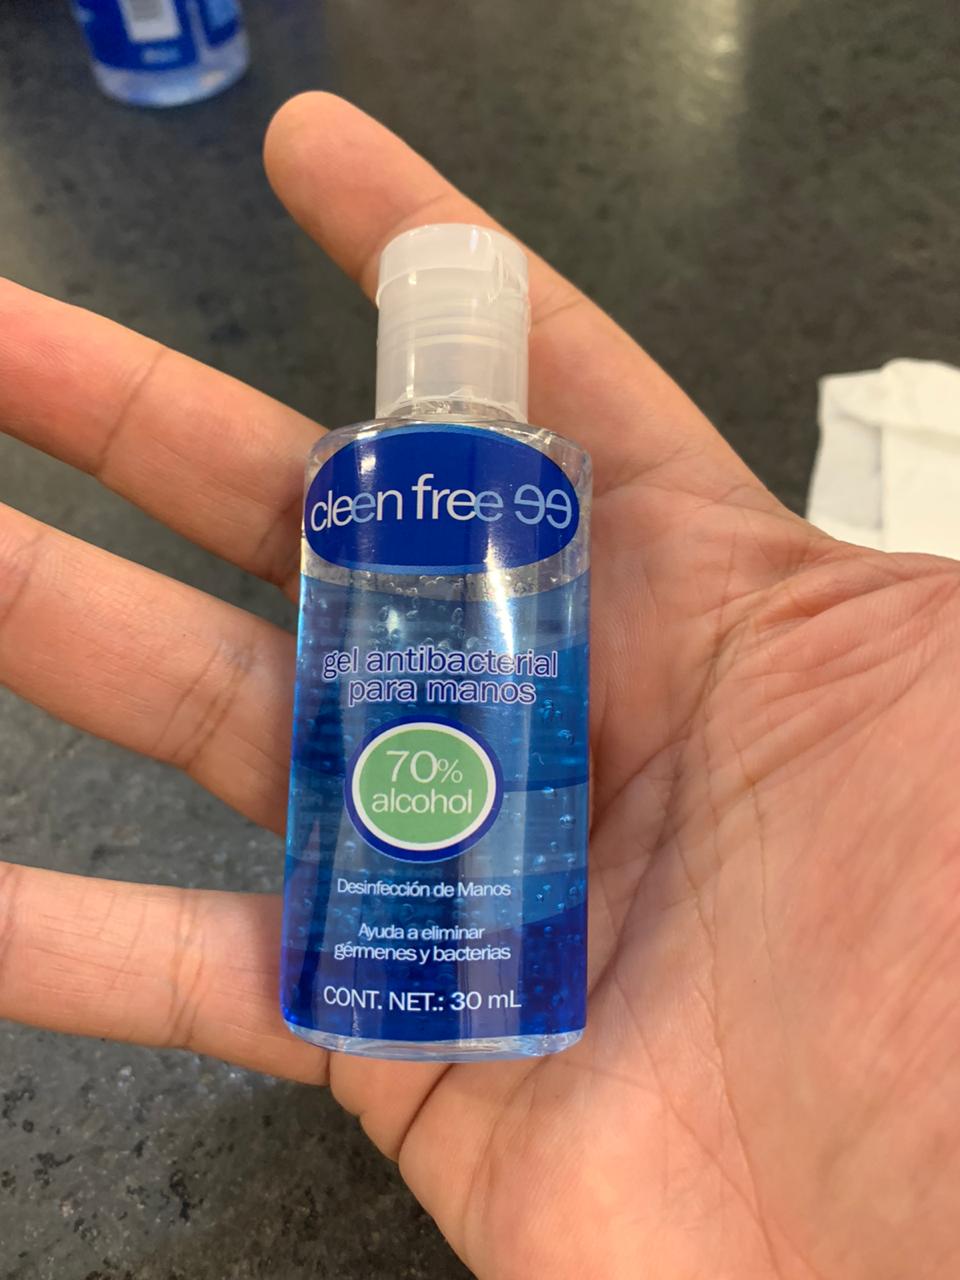 cleen free ee
gel antibacterial
para manos
70%
alcohol
Desinfección de Manos
Ayuda a eliminar
gérmenes y bacterias
CONT. NET.: 30 mL